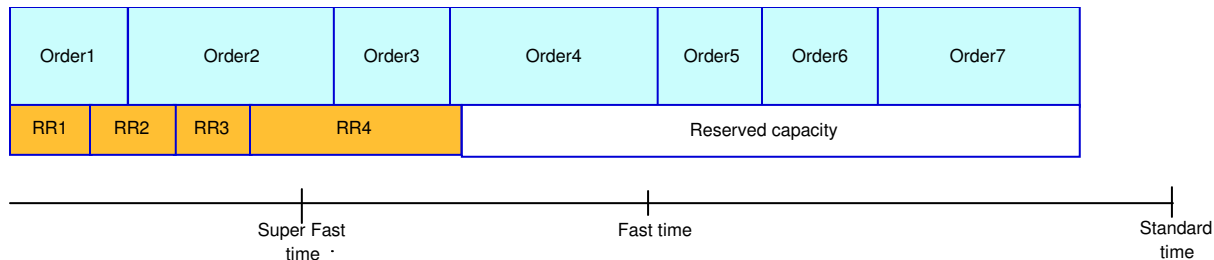 Order1 Order2 Order3 Order4 Order5 Order6 Order7
RR1 RR2 RR3 RR4 Reserved capacity
Super Fast
time
Fast time
Standard
time